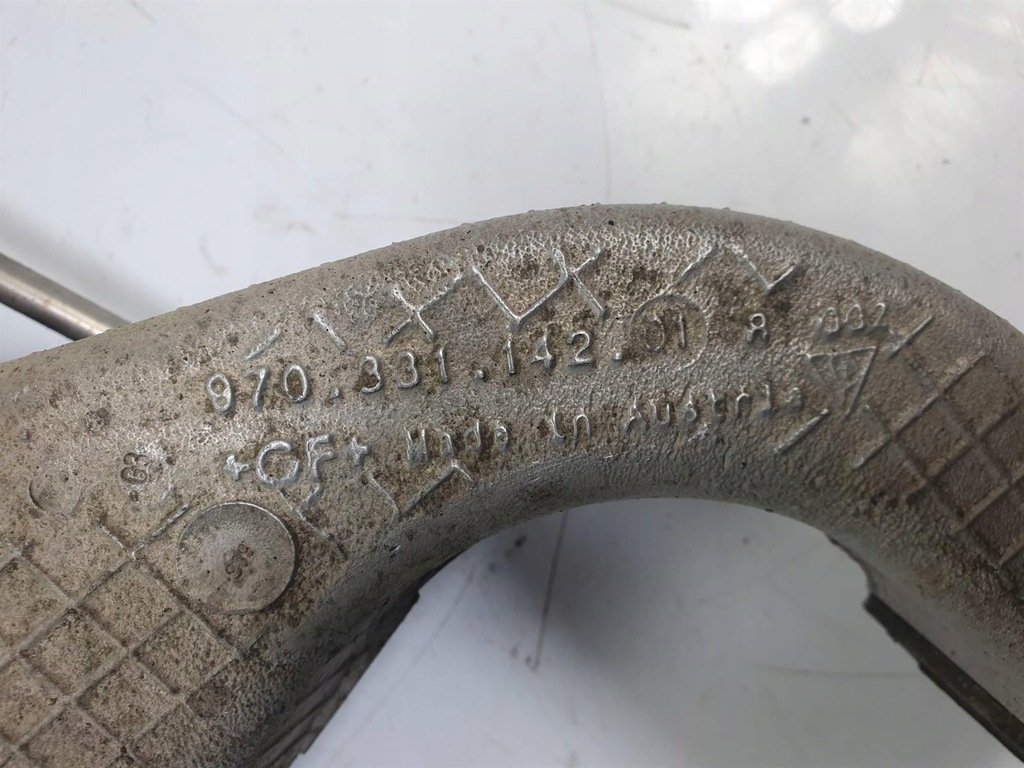 970.331.142.01 R
+GF+ Made in Austria